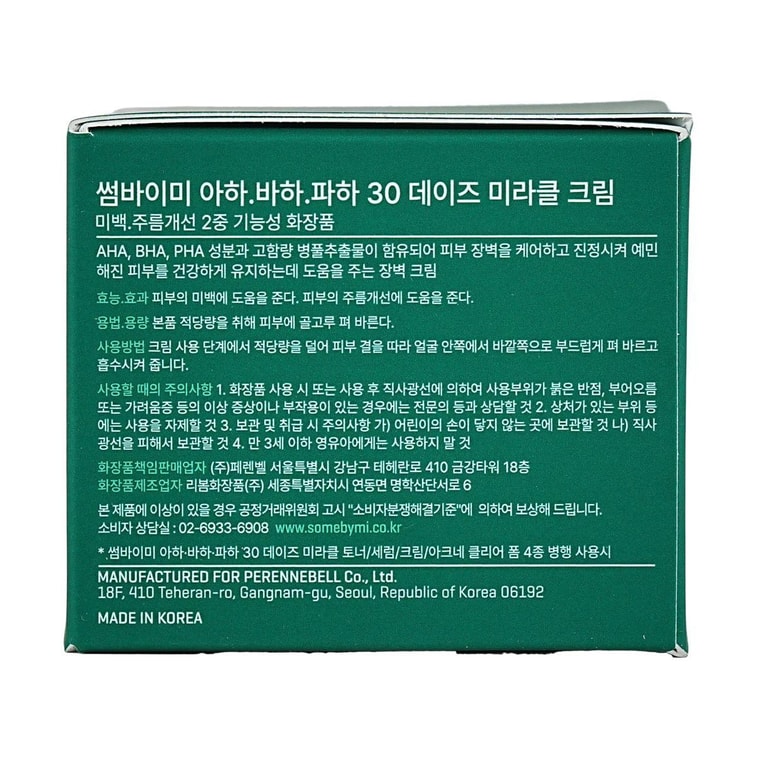 썸바이미 아하.바하.파하 30 데이즈 미라클 크림
미백.주름개선 2중 기능성 화장품
AHA, BHA, PHA 성분과 고함량 병풀추출물이 함유되어 피부 장벽을 케어하고 진정시켜 예민
해진 피부를 건강하게 유지하는데 도움을 주는 장벽 크림
효능.효과 피부의 미백에 도움을 준다. 피부의 주름개선에 도움을 준다.
용법.용량 본품 적당량을 취해 피부에 골고루 펴 바른다.
사용방법 크림 사용 단계에서 적당량을 덜어 피부 결을 따라 얼굴 안쪽에서 바깥쪽으로 부드럽게 펴 바르고
흡수시켜 줍니다.
사용할 때의 주의사항 1. 화장품 사용 시 또는 사용 후 직사광선에 의하여 사용부위가 붉은 반점, 부어오름
또는 가려움증 등의 이상 증상이나 부작용이 있는 경우에는 전문의 등과 상담할 것 2. 상처가 있는 부위 등
에는 사용을 자제할 것 3. 보관 및 취급 시 주의사항 가) 어린이의 손이 닿지 않는 곳에 보관할 것 나) 직사
광선을 피해서 보관할 것 4. 만 3세 이하 영유아에게는 사용하지 말 것
화장품책임판매업자 (주)페렌벨 서울특별시 강남구 테헤란로 410 금강타워 18층
화장품제조업자 리봄화장품(주) 세종특별자치시 연동면 명학산단서로 6
본 제품에 이상이 있을 경우 공정거래위원회 고시 "소비자분쟁해결기준"에 의하여 보상해 드립니다.
소비자 상담실 : 02-6933-6908 www.somebymi.co.kr
*.썸바이미 아하·바하·파하 30 데이즈 미라클 토너/세럼/크림/아크네 클리어 폼 4종 병행 사용시
MANUFACTURED FOR PERENNEBELL Co., Ltd.
18F, 410 Teheran-ro, Gangnam-gu, Seoul, Republic of Korea 06192
MADE IN KOREA